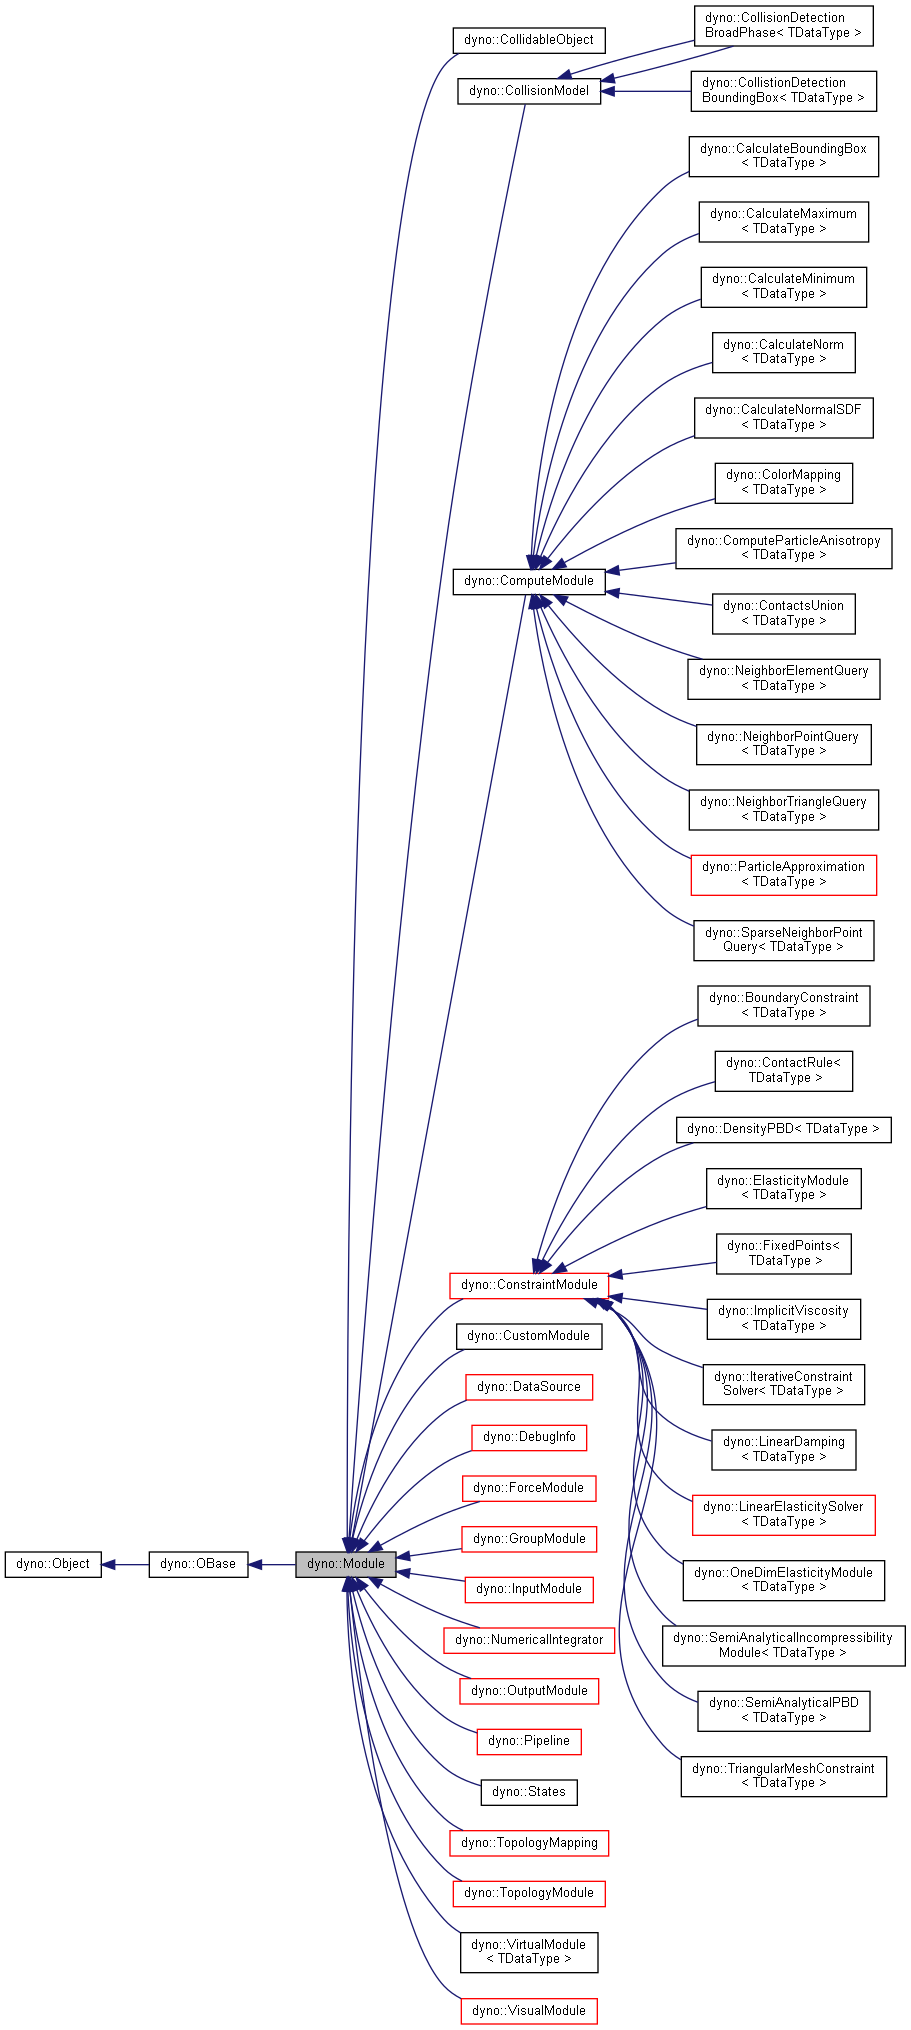 dyno::Object
dyno::OBase
dyno::Module
dyno::CollidableObject
dyno::CollisionModel
dyno::ComputeModule
dyno::ConstraintModule
dyno::CustomModule
dyno::DataSource
dyno::DebugInfo
dyno::ForceModule
dyno::GroupModule
dyno::InputModule
dyno::NumericalIntegrator
dyno::OutputModule
dyno::Pipeline
dyno::States
dyno::TopologyMapping
dyno::TopologyModule
dyno::VirtualModule
< TDataType >
dyno::VisualModule
dyno::CollisionDetection
BroadPhase< TDataType >
dyno::CollistionDetection
BoundingBox< TDataType >
dyno::CalculateBoundingBox
< TDataType >
dyno::CalculateMaximum
< TDataType >
dyno::CalculateMinimum
< TDataType >
dyno::CalculateNorm
< TDataType >
dyno::CalculateNormalSDF
< TDataType >
dyno::ColorMapping
< TDataType >
dyno::ComputeParticleAnisotropy
< TDataType >
dyno::ContactsUnion
< TDataType >
dyno::NeighborElementQuery
< TDataType >
dyno::NeighborPointQuery
< TDataType >
dyno::NeighborTriangleQuery
< TDataType >
dyno::ParticleApproximation
< TDataType >
dyno::SparseNeighborPoint
Query< TDataType >
dyno::BoundaryConstraint
< TDataType >
dyno::ContactRule<
TDataType >
dyno::DensityPBD< TDataType >
dyno::ElasticityModule
< TDataType >
dyno::FixedPoints<
TDataType >
dyno::ImplicitViscosity
< TDataType >
dyno::IterativeConstraint
Solver< TDataType >
dyno::LinearDamping
< TDataType >
dyno::LinearElasticitySolver
< TDataType >
dyno::OneDimElasticityModule
< TDataType >
dyno::SemiAnalyticalIncompressibility
Module< TDataType >
dyno::SemiAnalyticalPBD
< TDataType >
dyno::TriangularMeshConstraint
< TDataType >